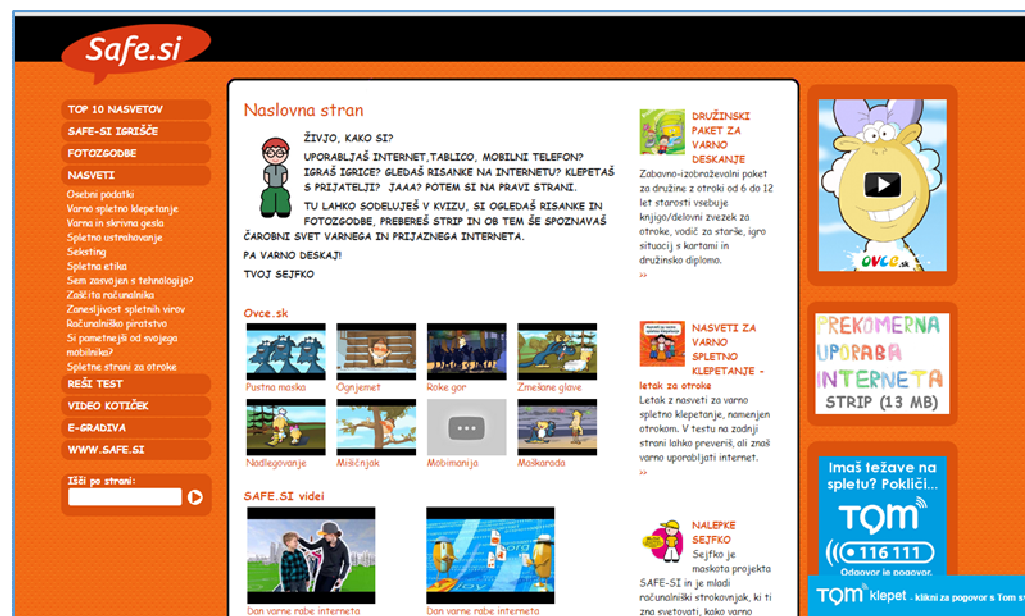 Safe.si
TOP 10 NASVETOV
SAFE-SI IGRIŠČE
FOTOZGODBE
NASVETI
Osebni podatki
Varno spletno klepetanje
Varna in skrivna gesla
Spletno ustrahovanje
Seksting
Spletna etika
Sem zasvojen s tehnologijo?
Zaščita računalnika
Zanesljivost spletnih virov
Računalniško piratstvo
Si pametnejši od svojega
mobilnika?
Spletne strani za otroke
REŠI TEST
VIDEO KOTIČEK
E-GRADIVA
WWW.SAFE.SI
Išči po strani:
Naslovna stran
ŽIVJO, KAKO SI?
UPORABLJAŠ INTERNET,TABLICO, MOBILNI TELEFON?
IGRAŠ IGRICE? GLEDAŠ RISANKE NA INTERNETU? KLEPETAŠ
S PRIJATELJI? JAAA? POTEM SI NA PRAVI STRANI.
TU LAHKO SODELUJEŠ V KVIZU, SI OGLEDAŠ RISANKE IN
FOTOZGODBE, PREBEREŠ STRIP IN OB TEM ŠE SPOZNAVAŠ
ČAROBNI SVET VARNEGA IN PRIJAZNEGA INTERNETA.
PA VARNO DESKAJ!
TVOJ SEJFKO
Ovce.sk
Pustna maska
Ognjemet
Roke gor
Zmešane glave
Nadlegovanje
Mišičnjak
Mobimanija
Maškarada
SAFE.SI videi
Dan varne rabe interneta
Dan varne rabe interneta
DRUŽINSKI
PAKET ZA
VARNO
DESKANJE
Zabavno-izobraževalni paket
za družine z otroki od 6 do 12
let starosti vsebuje
knjigo/delovni zvezek za
otroke, vodič za starše, igro
situacij s kartami in
družinsko diplomo.
>>
NASVETI ZA
VARNO
SPLETNO
KLEPETANJE -
letak za otroke
Letak z nasveti za varno
spletno klepetanje, namenjen
otrokom. V testu na zadnji
strani lahko preveriš, ali znaš
varno uporabljati internet.
>>
NALEPKE
SEJFKO
Sejfko je
maskota projekta
SAFE-SI in je mladi
računalniški strokovnjak, ki ti
zna svetovati, kako varno
OVCE.sk
PREKOMERNA
UPORABA
INTERNETA
STRIP (13 MB)
Imaš težave na
spletu? Pokliči...
TOM
116 111
Odgovor je pogovor.
TOM klepet - klikni za pogovor s Tom